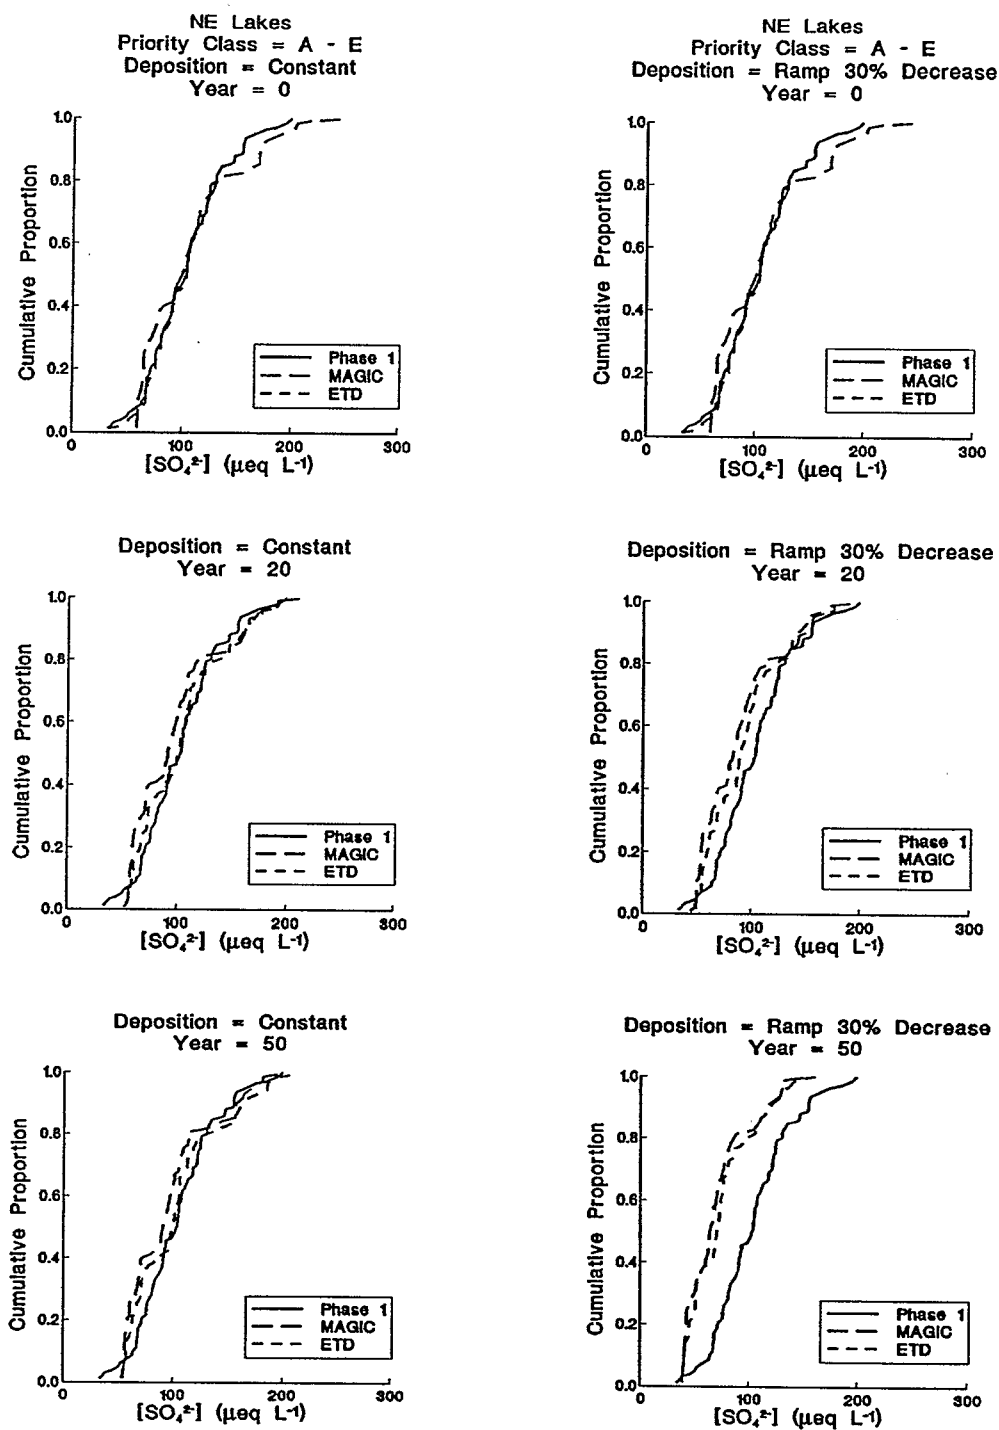 NE Lakes
Priority Class = A - E
Deposition = Constant
Year = 0
1.0
0.8
0.6
0.4
0.2
0.0
Cumulative Proportion
Phase 1
MAGIC
ETD
0 100 200 300
[SO₄²⁻] (μeq L⁻¹)
NE Lakes
Priority Class = A - E
Deposition = Ramp 30% Decrease
Year = 0
1.0
0.8
0.6
0.4
0.2
0.0
Cumulative Proportion
Phase 1
MAGIC
ETD
0 100 200 300
[SO₄²⁻] (μeq L⁻¹)
Deposition = Constant
Year = 20
1.0
0.8
0.6
0.4
0.2
0.0
Cumulative Proportion
Phase 1
MAGIC
ETD
0 100 200 300
[SO₄²⁻] (μeq L⁻¹)
Deposition = Ramp 30% Decrease
Year = 20
1.0
0.8
0.6
0.4
0.2
0.0
Cumulative Proportion
Phase 1
MAGIC
ETD
0 100 200 300
[SO₄²⁻] (μeq L⁻¹)
Deposition = Constant
Year = 50
1.0
0.8
0.6
0.4
0.2
0.0
Cumulative Proportion
Phase 1
MAGIC
ETD
0 100 200 300
[SO₄²⁻] (μeq L⁻¹)
Deposition = Ramp 30% Decrease
Year = 50
1.0
0.8
0.6
0.4
0.2
0.0
Cumulative Proportion
Phase 1
MAGIC
ETD
0 100 200 300
[SO₄²⁻] (μeq L⁻¹)